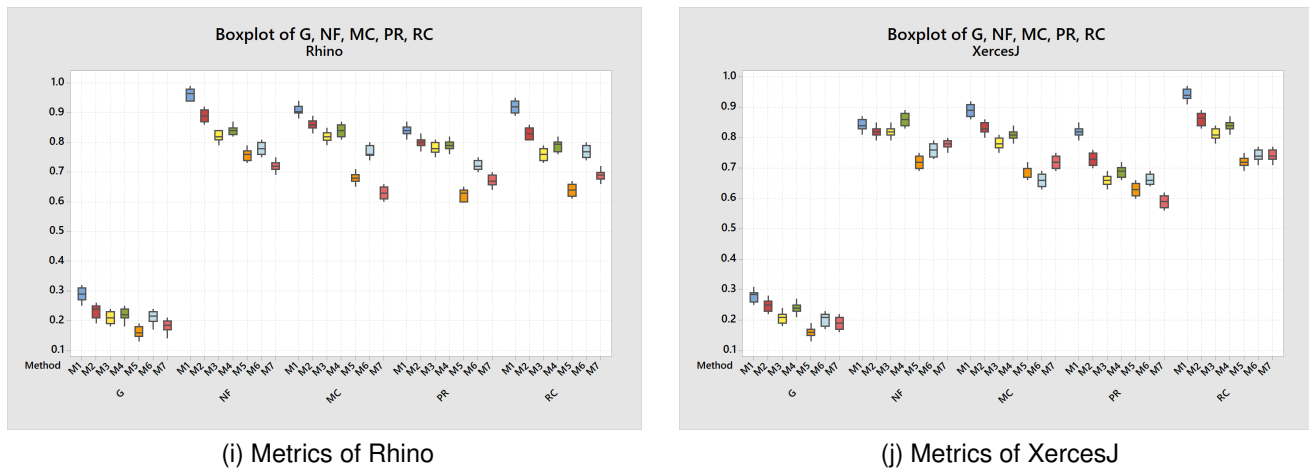 Boxplot of G, NF, MC, PR, RC
Rhino
1.0
0.9
0.8
0.7
0.6
0.5
0.4
0.3
0.2
0.1
Method M1 M2 M3 M4 M5 M6 M7 M1 M2 M3 M4 M5 M6 M7 M1 M2 M3 M4 M5 M6 M7 M1 M2 M3 M4 M5 M6 M7 M1 M2 M3 M4 M5 M6 M7
G NF MC PR RC
(i) Metrics of Rhino
Boxplot of G, NF, MC, PR, RC
XercesJ
1.0
0.9
0.8
0.7
0.6
0.5
0.4
0.3
0.2
0.1
Method M1 M2 M3 M4 M5 M6 M7 M1 M2 M3 M4 M5 M6 M7 M1 M2 M3 M4 M5 M6 M7 M1 M2 M3 M4 M5 M6 M7 M1 M2 M3 M4 M5 M6 M7
G NF MC PR RC
(j) Metrics of XercesJ